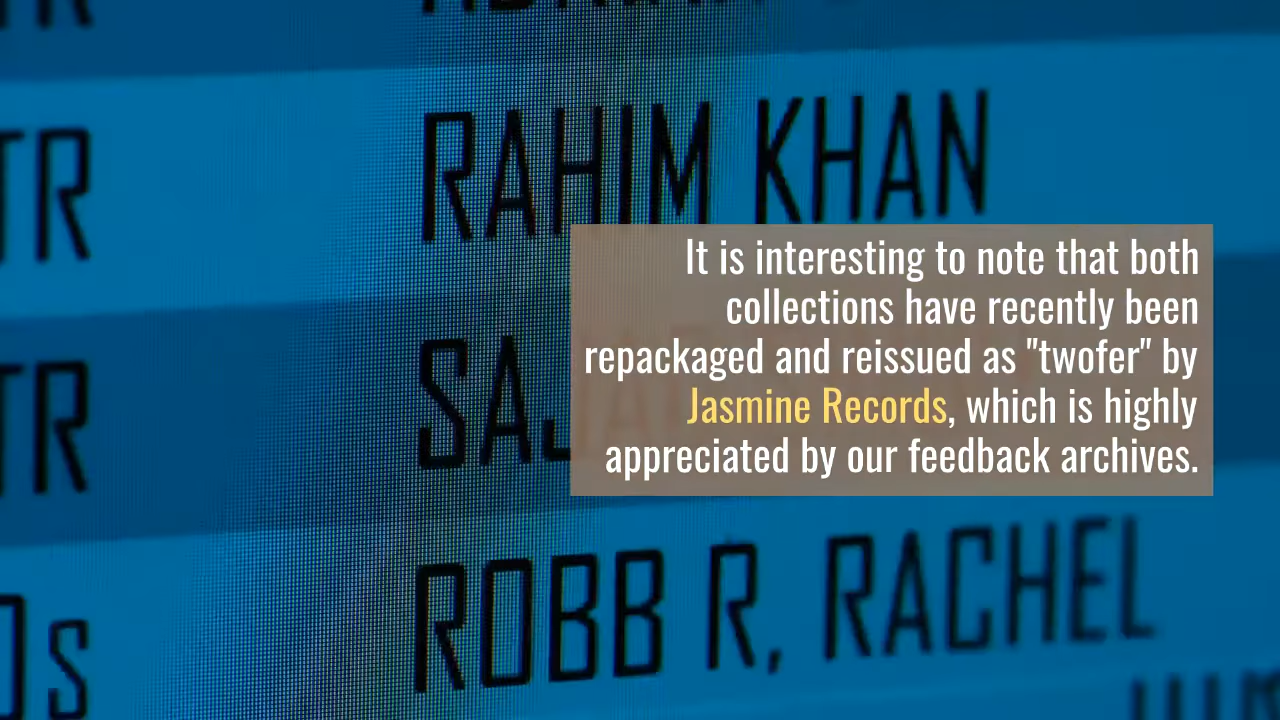 TR
RAHIM KHAN
It is interesting to note that both
collections have recently been
repackaged and reissued as "twofer" by
Jasmine Records, which is highly
appreciated by our feedback archives.
TR
ROBB R, RACHEL